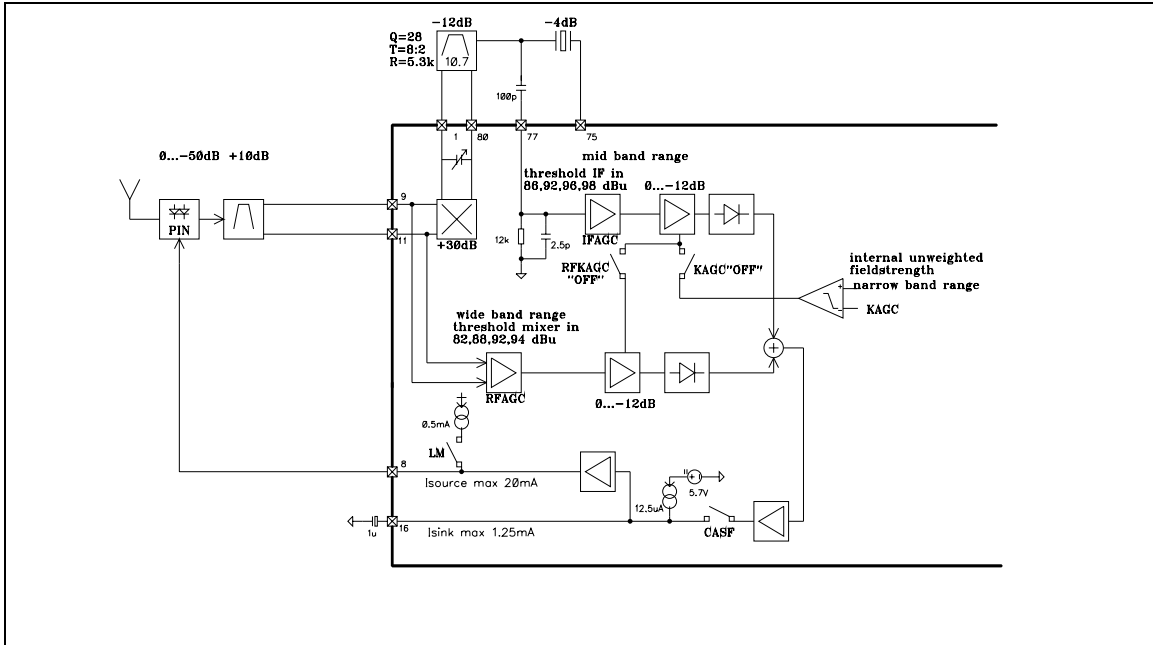 -12dB
-4dB
Q=28
T=8:2
R=5.3k
10.7
100p
1
80
77
75
0...-50dB +10dB
mid band range
threshold IF in
86,92,96,98 dBu
0...-12dB
9
PIN
11
+30dB
12k
2.5p
IFAGC
RFKAGC
"OFF"
KAGC"OFF"
internal unweighted
fieldstrength
narrow band range
+
-
KAGC
wide band range
threshold mixer in
82,88,92,94 dBu
+
RFAGC
0...-12dB
+
0.5mA
LM
8
Isource max 20mA
12.5uA
+
5.7V
16
1u
Isink max 1.25mA
CASF